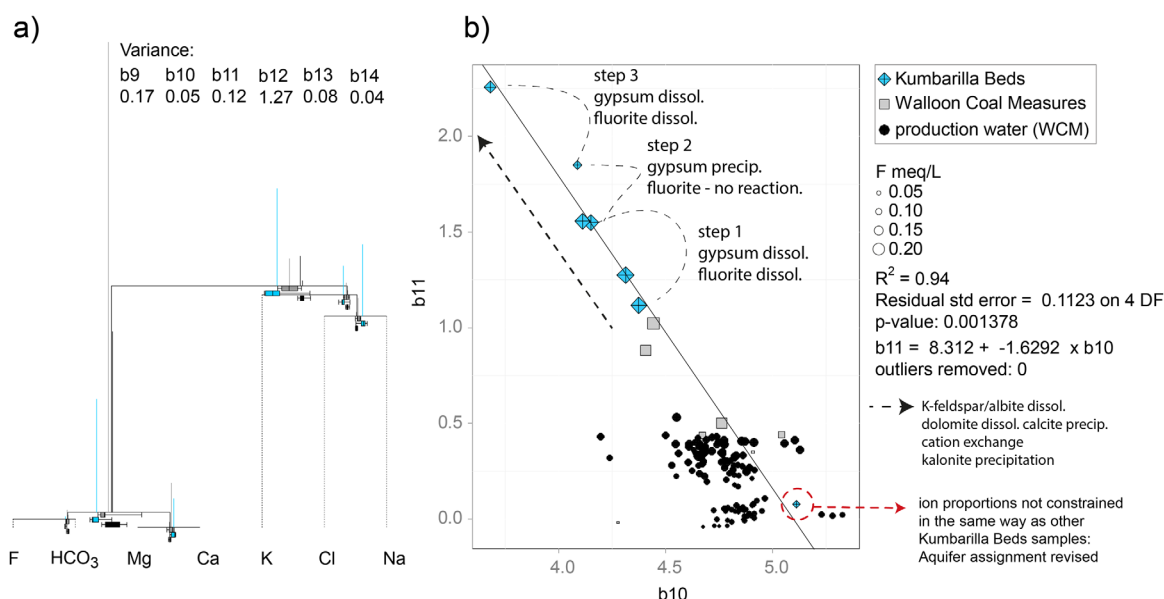 a)
Variance:
b9 b10 b11 b12 b13 b14
0.17 0.05 0.12 1.27 0.08 0.04
F HCO3 Mg Ca K Cl Na
b)
b11
2.0
1.5
1.0
0.5
0.0
4.0 4.5 5.0
b10
step 3
gypsum dissol.
fluorite dissol.
step 2
gypsum precip.
fluorite - no reaction.
step 1
gypsum dissol.
fluorite dissol.
Kumbarilla Beds
Walloon Coal Measures
production water (WCM)
F meq/L
0.05
0.10
0.15
0.20
R2 = 0.94
Residual std error = 0.1123 on 4 DF
p-value: 0.001378
b11 = 8.312 + -1.6292 x b10
outliers removed: 0
K-feldspar/albite dissol.
dolomite dissol. calcite precip.
cation exchange
kalonite precipitation
ion proportions not constrained
in the same way as other
Kumbarilla Beds samples:
Aquifer assignment revised